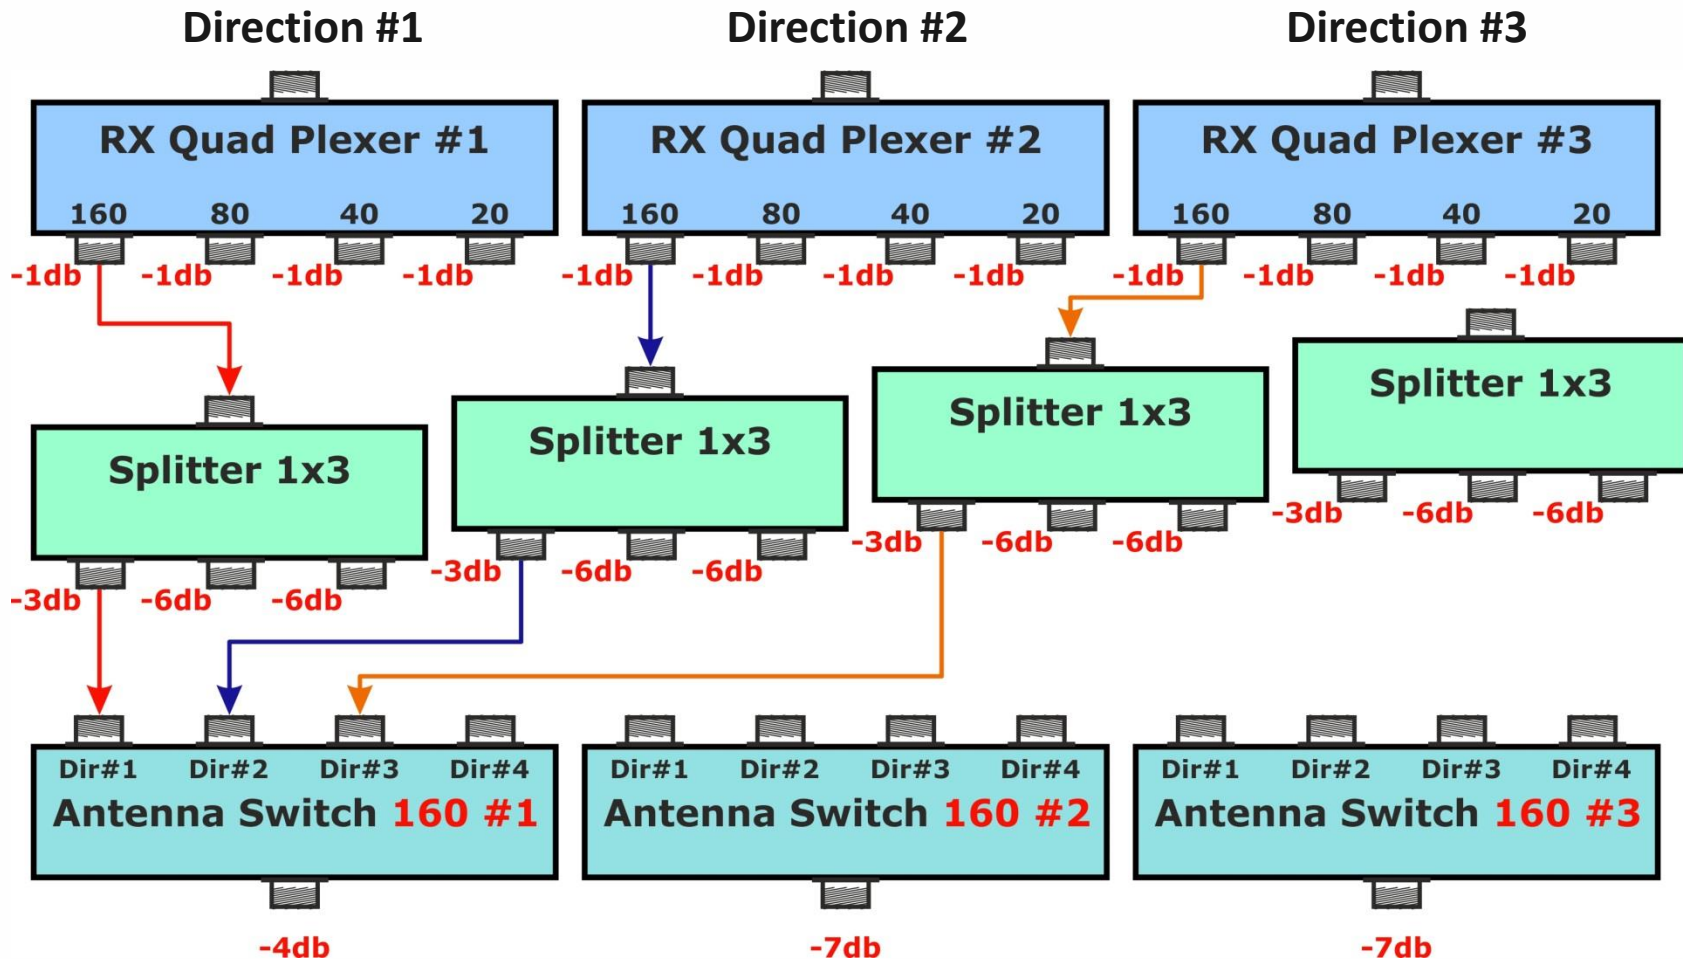 Direction #1
Direction #2
Direction #3
RX Quad Plexer #1
RX Quad Plexer #2
RX Quad Plexer #3
160 80 40 20
160 80 40 20
160 80 40 20
-1db -1db -1db -1db
-1db -1db -1db -1db
-1db -1db -1db -1db
Splitter 1x3
Splitter 1x3
Splitter 1x3
Splitter 1x3
-3db -6db -6db
-3db -6db -6db
-3db -6db -6db
-3db -6db -6db
Dir#1 Dir#2 Dir#3 Dir#4
Dir#1 Dir#2 Dir#3 Dir#4
Dir#1 Dir#2 Dir#3 Dir#4
Antenna Switch 160 #1
Antenna Switch 160 #2
Antenna Switch 160 #3
-4db
-7db
-7db